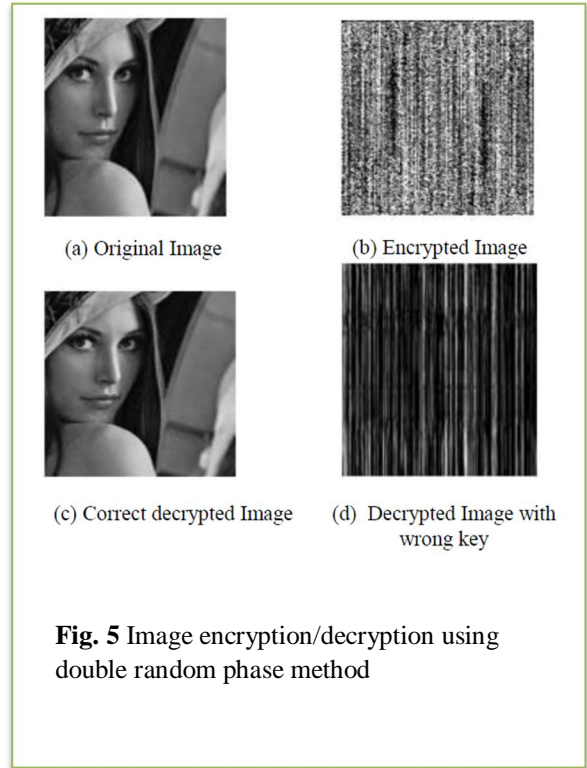 (a) Original Image
(b) Encrypted Image
(c) Correct decrypted Image
(d) Decrypted Image with
wrong key
Fig. 5 Image encryption/decryption using
double random phase method